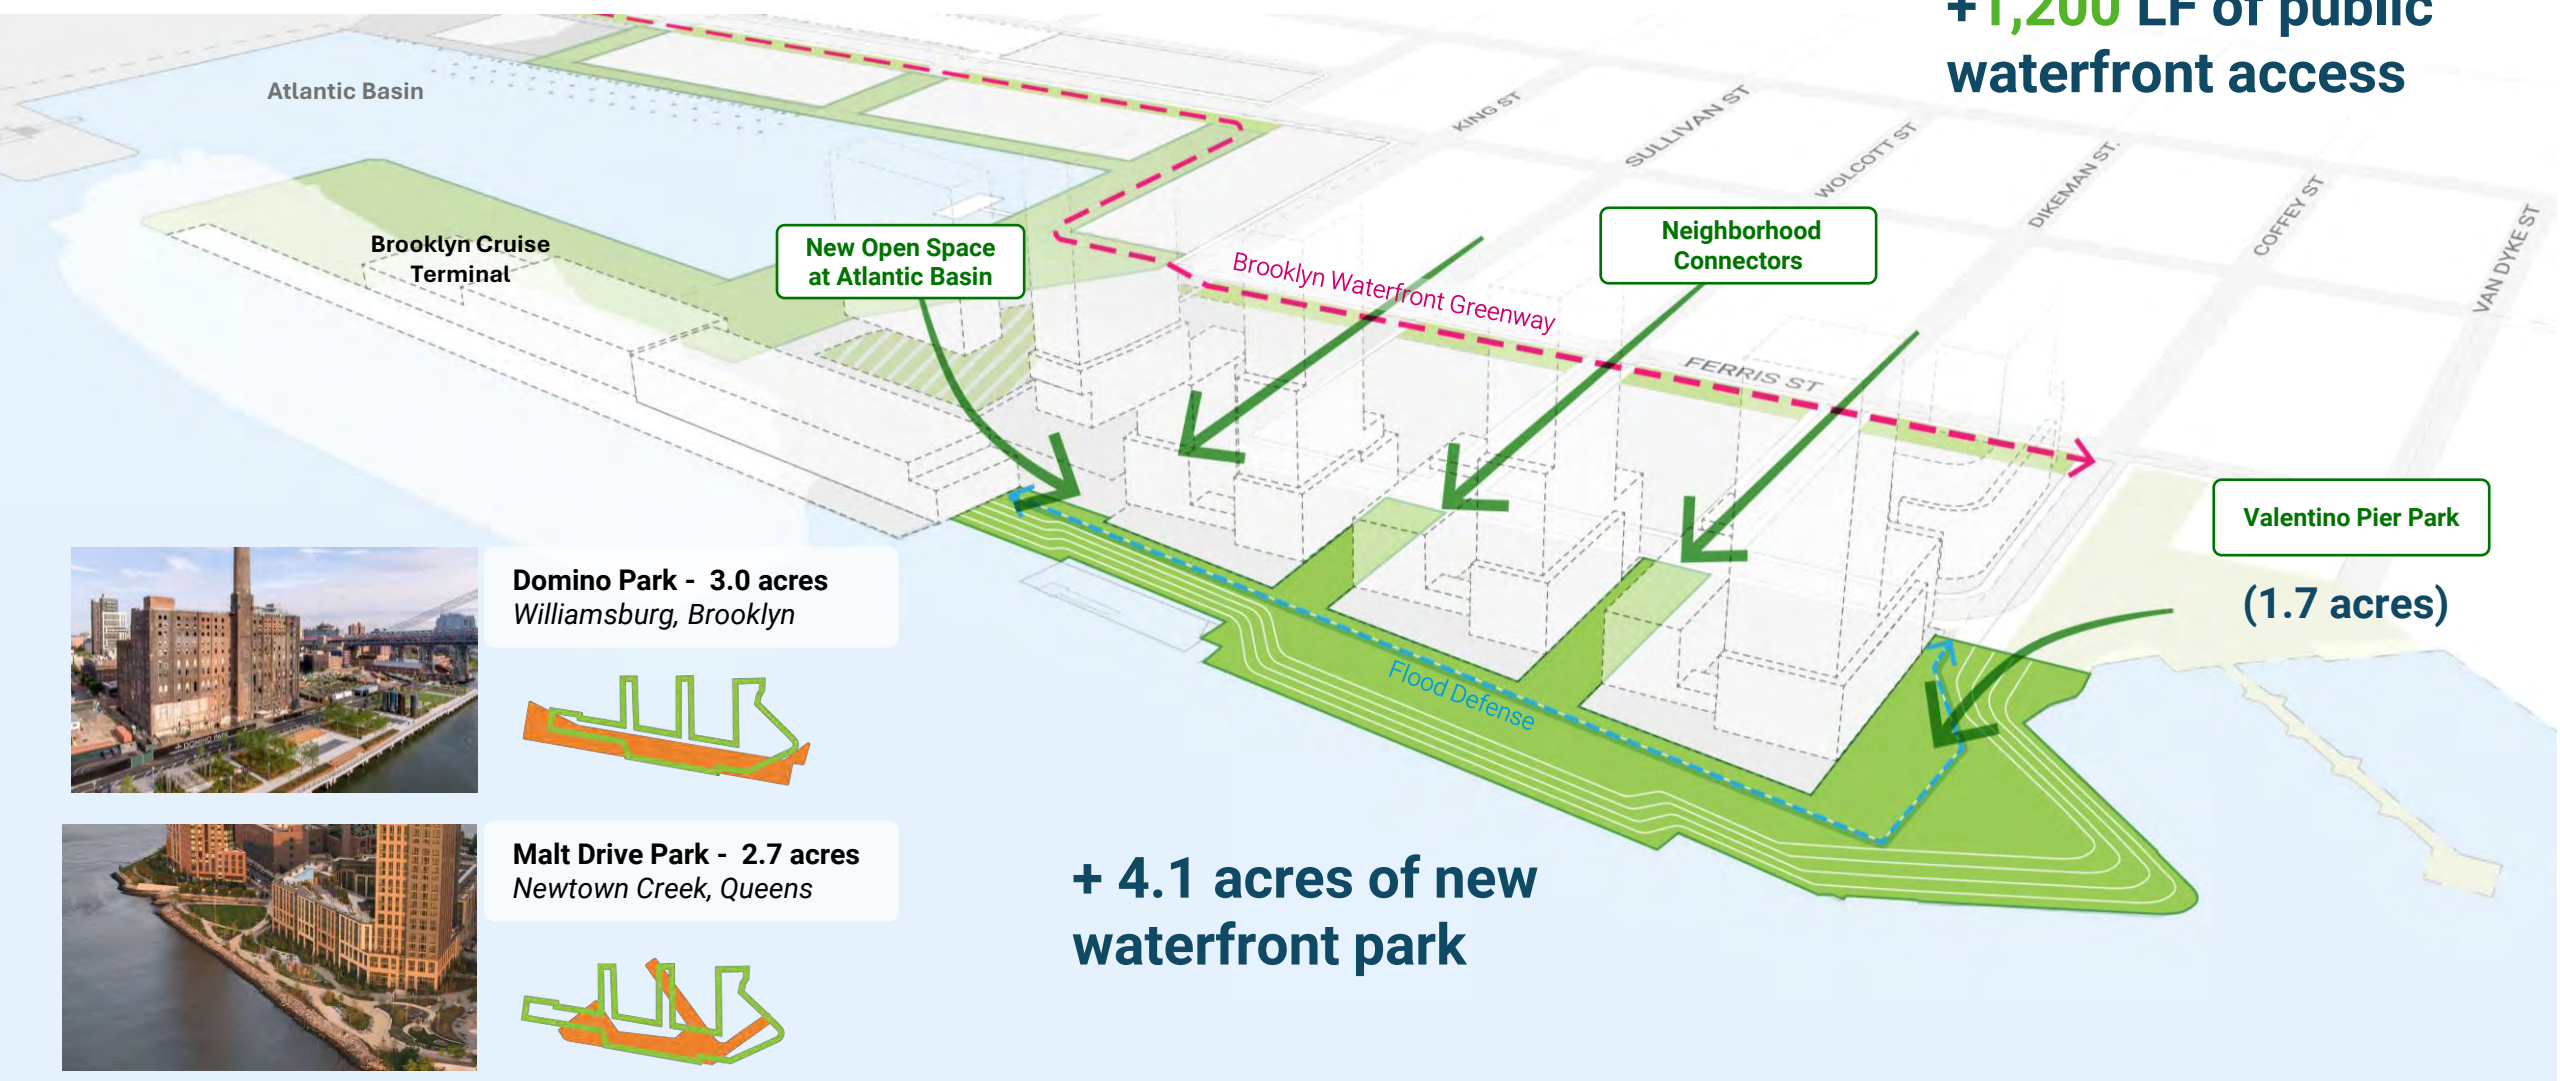 +1,200 LF of public
waterfront access
Atlantic Basin
KING ST
SULLIVAN ST
WOLCOTT ST
DIKEMAN ST.
COFFEY ST
VAN DYKE ST
Brooklyn Cruise
Terminal
New Open Space
at Atlantic Basin
Neighborhood
Connectors
Brooklyn Waterfront Greenway
FERRIS ST
Valentino Pier Park
(1.7 acres)
Flood Defense
Domino Park - 3.0 acres
Williamsburg, Brooklyn
DOMINO PARK
Malt Drive Park - 2.7 acres
Newtown Creek, Queens
+ 4.1 acres of new
waterfront park